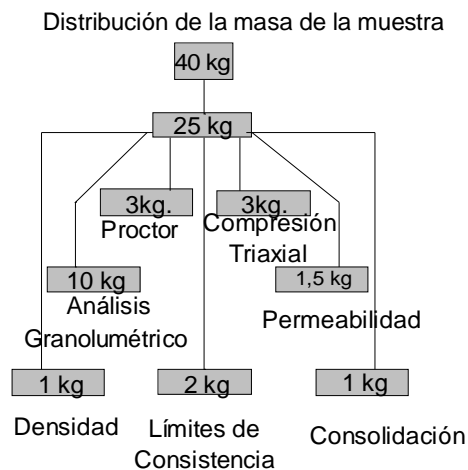 Distribución de la masa de la muestra
40 kg
25 kg
3kg.
Proctor
3kg.
Compresión
Triaxial
10 kg
Análisis
Granolumétrico
1,5 kg
Permeabilidad
1 kg
Densidad
2 kg
Límites de
Consistencia
1 kg
Consolidación